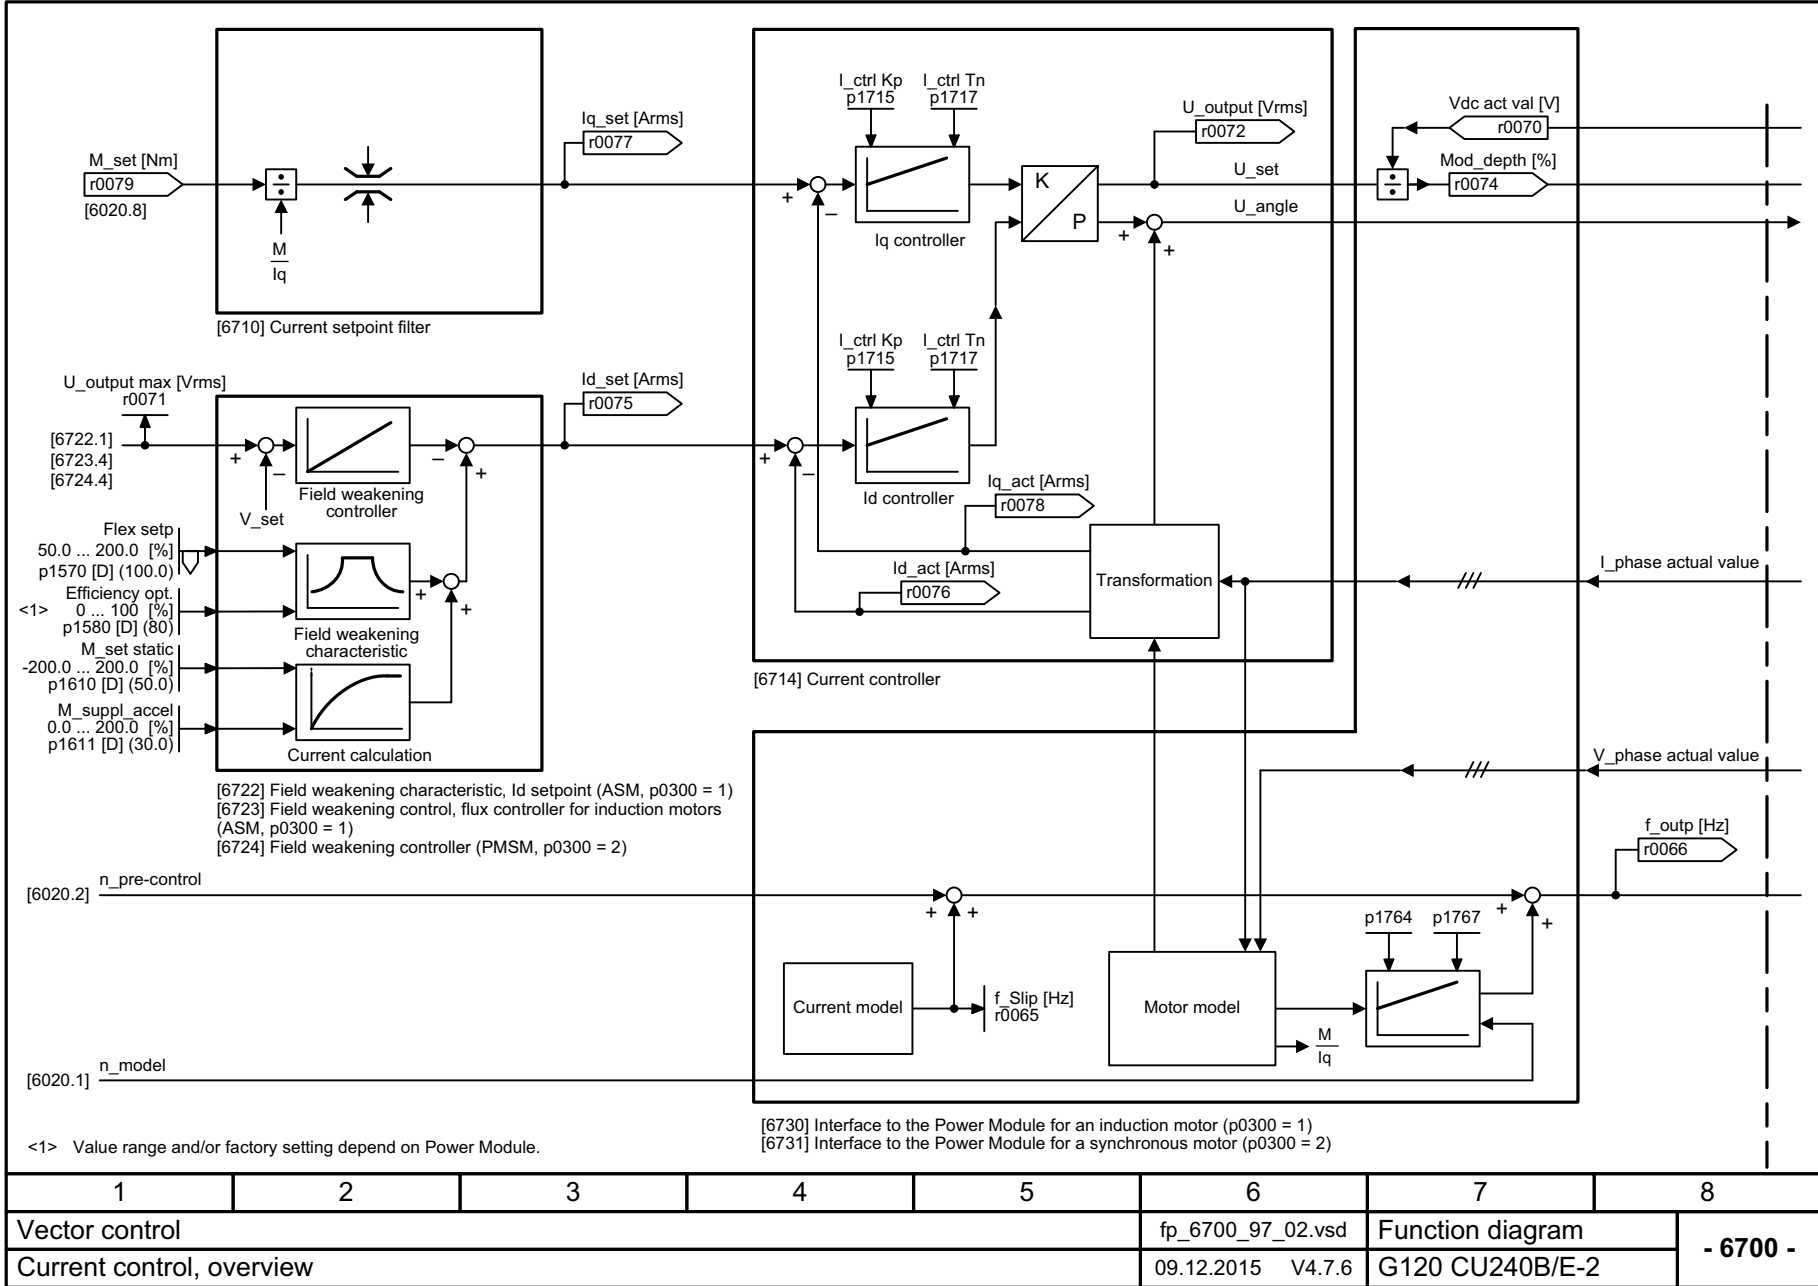 I_ctrl Kp
p1715
I_ctrl Tn
p1717
Iq_set [Arms]
r0077
U_output [Vrms]
r0072
Vdc act val [V]
r0070
M_set [Nm]
r0079
[6020.8]
÷
M
Iq
+
–
Iq controller
K
P
U_set
U_angle
+
+
÷
Mod_depth [%]
r0074
[6710] Current setpoint filter
I_ctrl Kp
p1715
I_ctrl Tn
p1717
U_output max [Vrms]
r0071
Id_set [Arms]
r0075
[6722.1]
[6723.4]
[6724.4]
+
–
V_set
Field weakening
controller
–
+
+
–
Id controller
Iq_act [Arms]
r0078
Id_act [Arms]
r0076
Transformation
I_phase actual value
Flex setp
50.0 ... 200.0 [%]
p1570 [D] (100.0)
Efficiency opt.
<1> 0 ... 100 [%]
p1580 [D] (80)
+
+
Field weakening
characteristic
M_set static
-200.0 ... 200.0 [%]
p1610 [D] (50.0)
M_suppl_accel
0.0 ... 200.0 [%]
p1611 [D] (30.0)
Current calculation
[6714] Current controller
V_phase actual value
[6722] Field weakening characteristic, Id setpoint (ASM, p0300 = 1)
[6723] Field weakening control, flux controller for induction motors
(ASM, p0300 = 1)
[6724] Field weakening controller (PMSM, p0300 = 2)
f_outp [Hz]
r0066
[6020.2]
n_pre-control
+
+
p1764
p1767
+
+
Current model
f_Slip [Hz]
r0065
Motor model
M
Iq
[6020.1]
n_model
[6730] Interface to the Power Module for an induction motor (p0300 = 1)
[6731] Interface to the Power Module for a synchronous motor (p0300 = 2)
<1> Value range and/or factory setting depend on Power Module.
1 2 3 4 5 6 7 8
Vector control
fp_6700_97_02.vsd
Function diagram
- 6700 -
Current control, overview
09.12.2015 V4.7.6
G120 CU240B/E-2